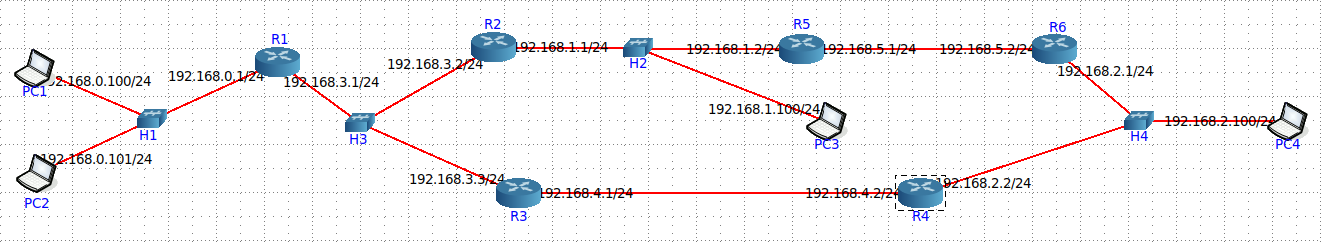 R1
R2
R5
R6
192.168.1.1/24
192.168.1.2/24
192.168.5.1/24
192.168.5.2/24
H2
192.168.3.2/24
192.168.2.1/24
192.168.0.1/24
192.168.3.1/24
192.168.0.100/24
PC1
192.168.1.100/24
H1
H3
PC3
H4
192.168.2.100/24
PC4
192.168.0.101/24
PC2
192.168.3.3/24
192.168.4.1/24
192.168.4.2/24
192.168.2.2/24
R3
R4